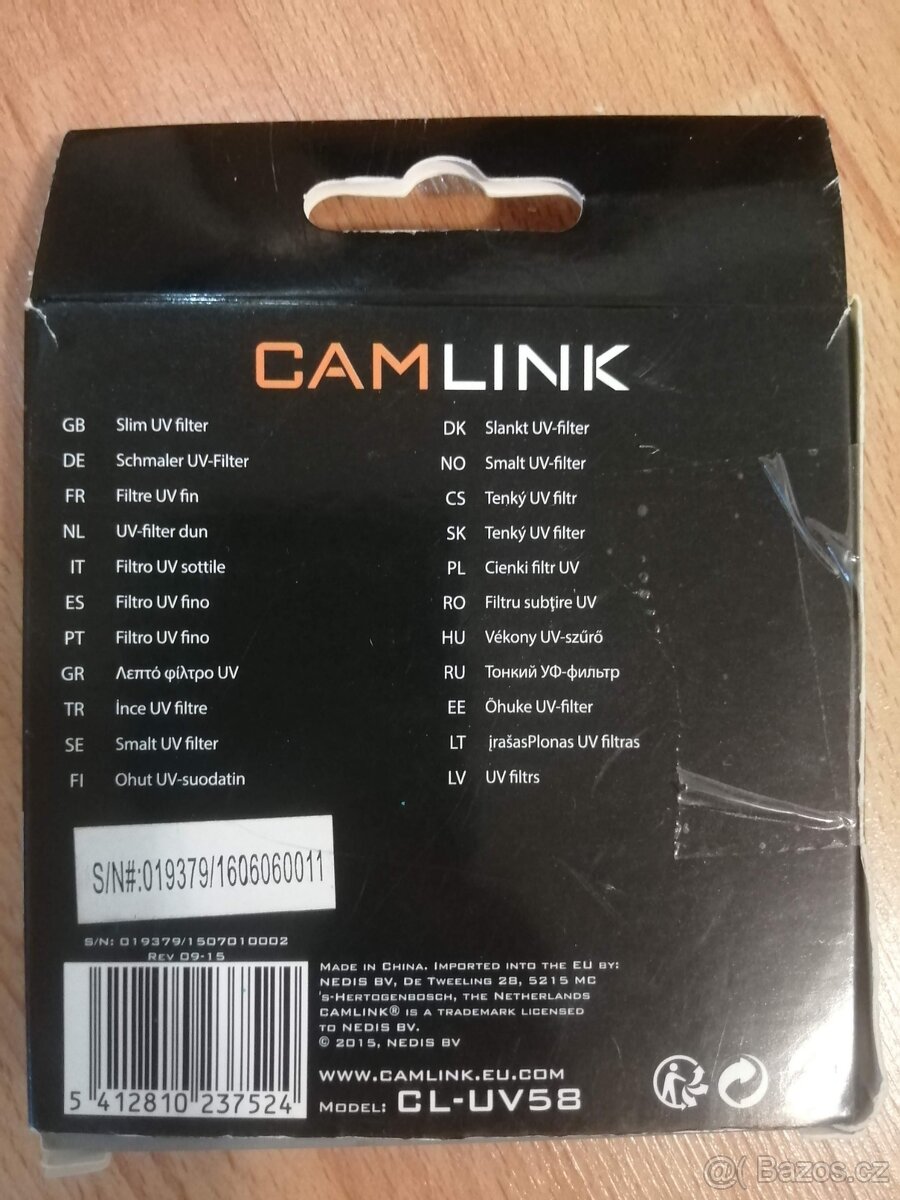 CAMLINK
GB Slim UV filter
DE Schmaler UV-Filter
FR Filtre UV fin
NL UV-filter dun
IT Filtro UV sottile
ES Filtro UV fino
PT Filtro UV fino
GR Λεπτό φίλτρο UV
TR İnce UV filtre
SE Smalt UV filter
FI Ohut UV-suodatin
DK Slankt UV-filter
NO Smalt UV-filter
CS Tenký UV filtr
SK Tenký UV filter
PL Cienki filtr UV
RO Filtru subţire UV
HU Vékony UV-szűrő
RU Тонкий УФ-фильтр
EE Õhuke UV-filter
LT įrašasPlonas UV filtras
LV UV filtrs
S/N#:019379/1606060011
S/N: 019379/1507010002
Rev 09-15
5 412810 237524
Made in China. Imported into the EU by:
NEDIS BV, De Tweeling 28, 5215 MC
's-Hertogenbosch, the Netherlands
CAMLINK® is a trademark licensed
to NEDIS BV.
© 2015, NEDIS BV
www.camlink.eu.com
Model: CL-UV58
@( Bazos.cz